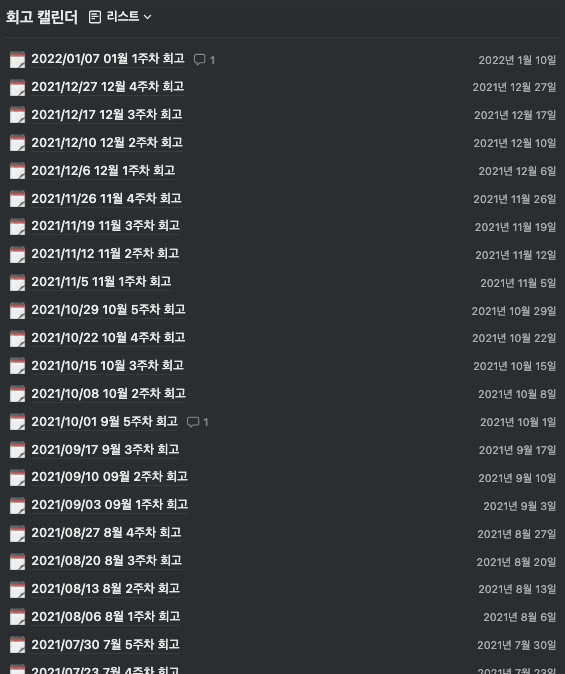 회고 캘린더 리스트
2022/01/07 01월 1주차 회고 1 2022년 1월 10일
2021/12/27 12월 4주차 회고 2021년 12월 27일
2021/12/17 12월 3주차 회고 2021년 12월 17일
2021/12/10 12월 2주차 회고 2021년 12월 10일
2021/12/6 12월 1주차 회고 2021년 12월 6일
2021/11/26 11월 4주차 회고 2021년 11월 26일
2021/11/19 11월 3주차 회고 2021년 11월 19일
2021/11/12 11월 2주차 회고 2021년 11월 12일
2021/11/5 11월 1주차 회고 2021년 11월 5일
2021/10/29 10월 5주차 회고 2021년 10월 29일
2021/10/22 10월 4주차 회고 2021년 10월 22일
2021/10/15 10월 3주차 회고 2021년 10월 15일
2021/10/08 10월 2주차 회고 2021년 10월 8일
2021/10/01 9월 5주차 회고 1 2021년 10월 1일
2021/09/17 9월 3주차 회고 2021년 9월 17일
2021/09/10 09월 2주차 회고 2021년 9월 10일
2021/09/03 09월 1주차 회고 2021년 9월 3일
2021/08/27 8월 4주차 회고 2021년 8월 27일
2021/08/20 8월 3주차 회고 2021년 8월 20일
2021/08/13 8월 2주차 회고 2021년 8월 13일
2021/08/06 8월 1주차 회고 2021년 8월 6일
2021/07/30 7월 5주차 회고 2021년 7월 30일
2021/07/23 7월 4주차 회고 2021년 7월 23일